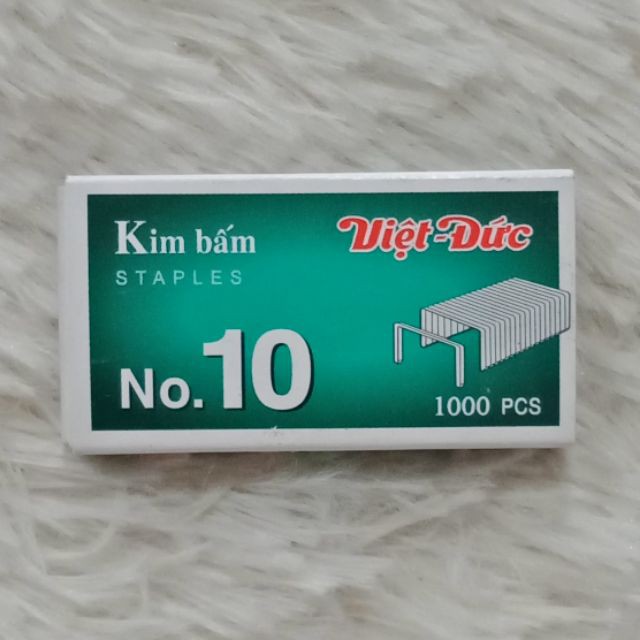 Kim bấm
STAPLES
Việt-Đức
No.10
1000 PCS